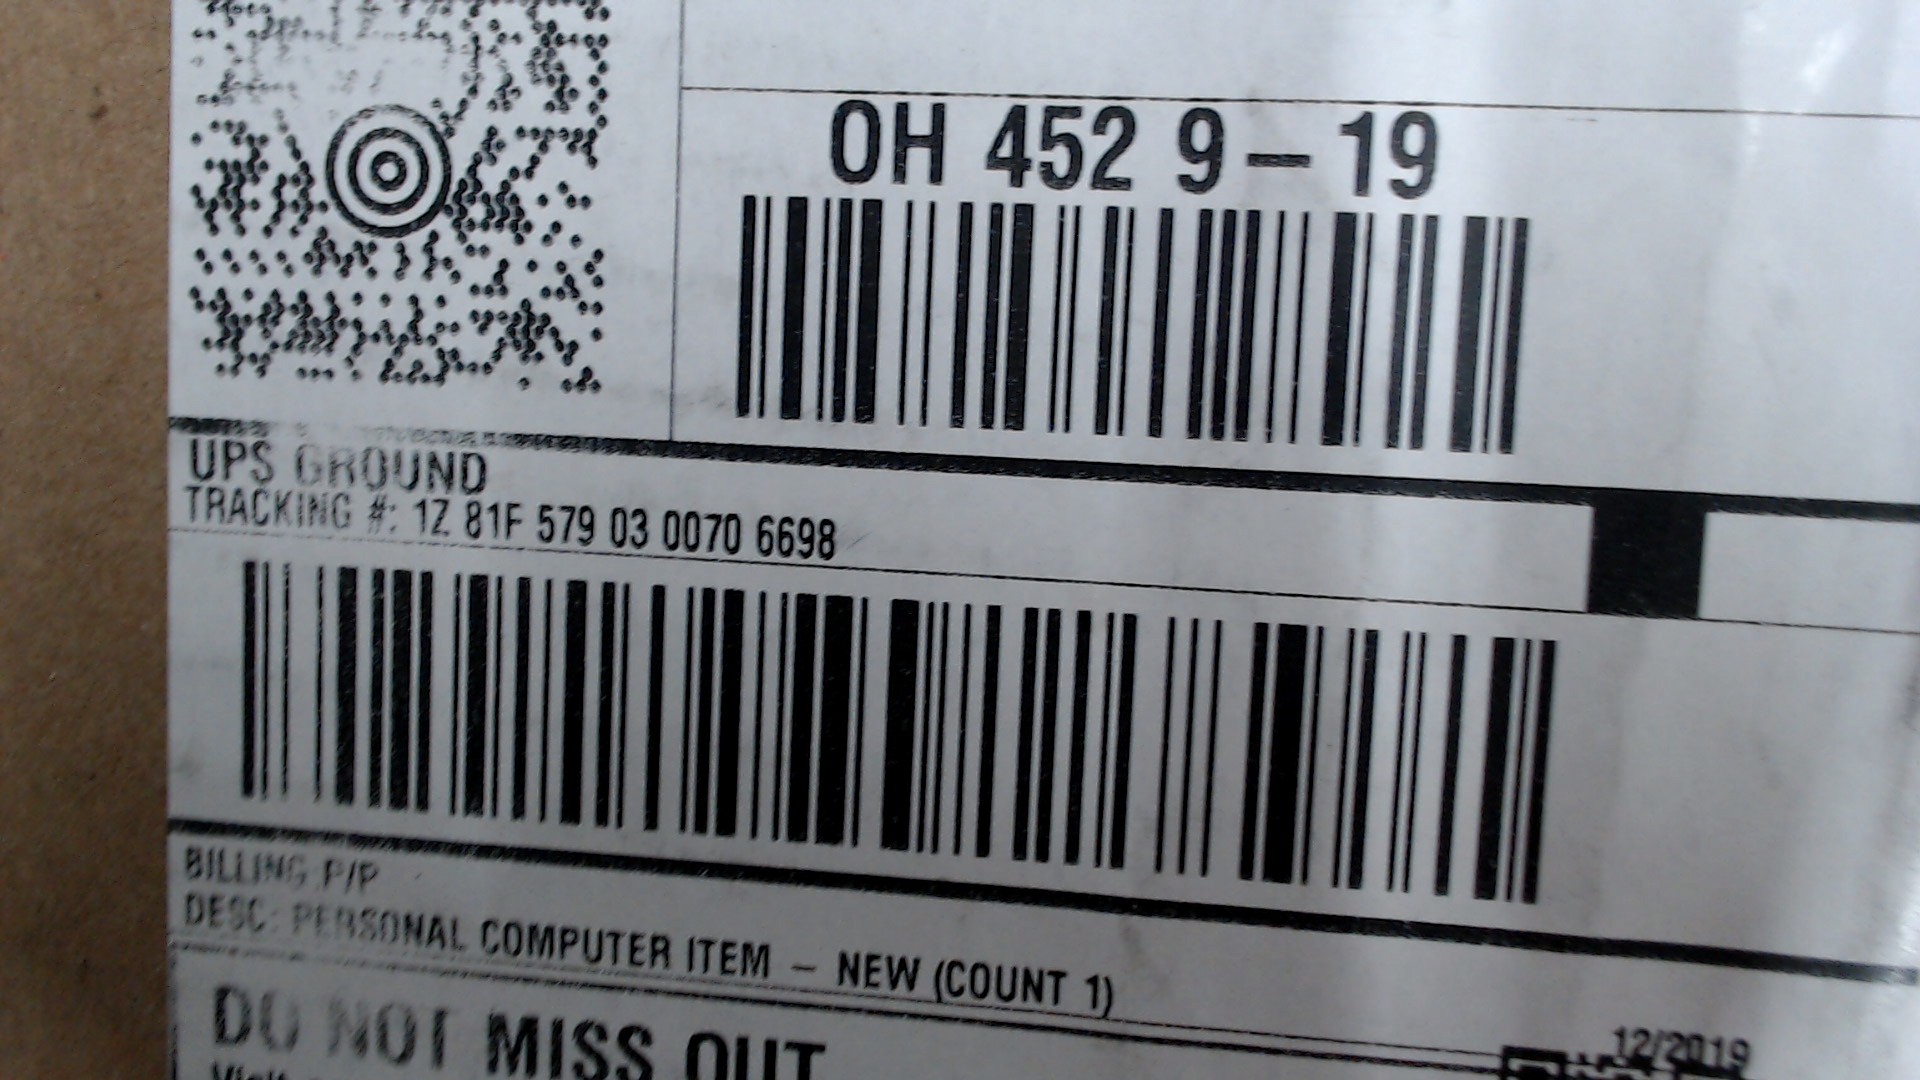 OH 452 9-19
UPS GROUND
TRACKING #: 1Z 81F 579 03 0070 6698
BILLING P/P
DESC: PERSONAL COMPUTER ITEM - NEW (COUNT 1)
12/2019
DO NOT MISS OUT